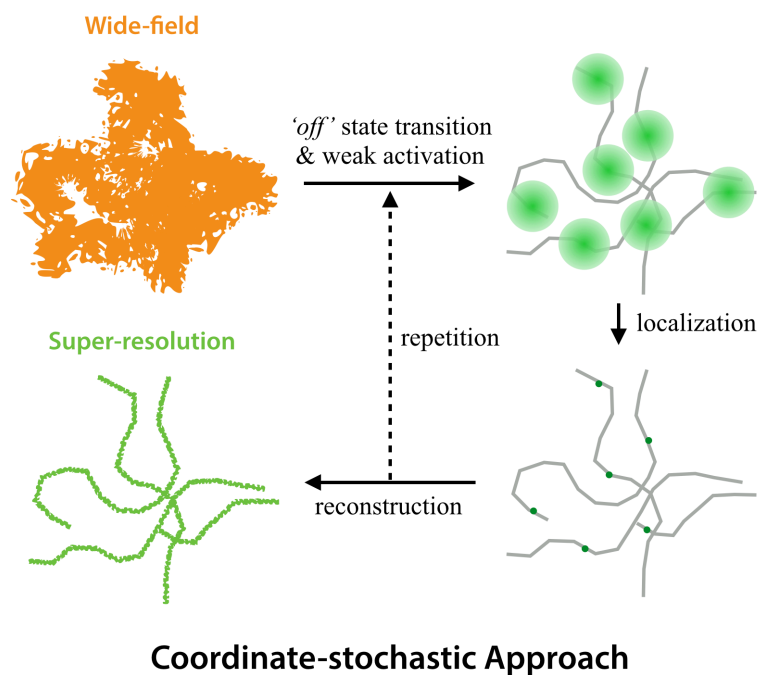 Wide-field
‘off’ state transition
& weak activation
localization
repetition
Super-resolution
reconstruction
Coordinate-stochastic Approach